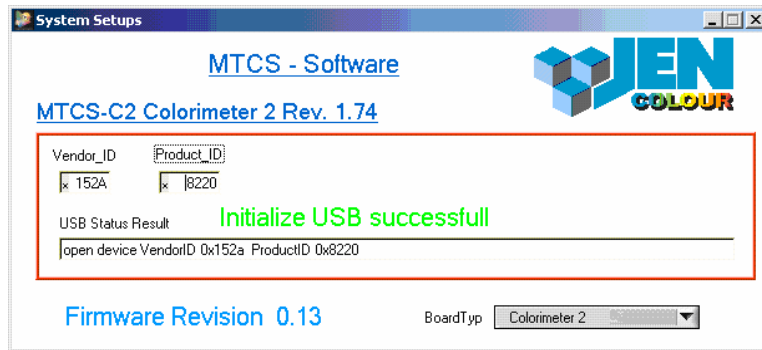 System Setups
MTCS - Software
JEN
COLOUR
MTCS-C2 Colorimeter 2 Rev. 1.74
Vendor_ID Product_ID
x 152A x 8220
USB Status Result Initialize USB successfull
open device VendorID 0x152a ProductID 0x8220
Firmware Revision 0.13 BoardTyp Colorimeter 2